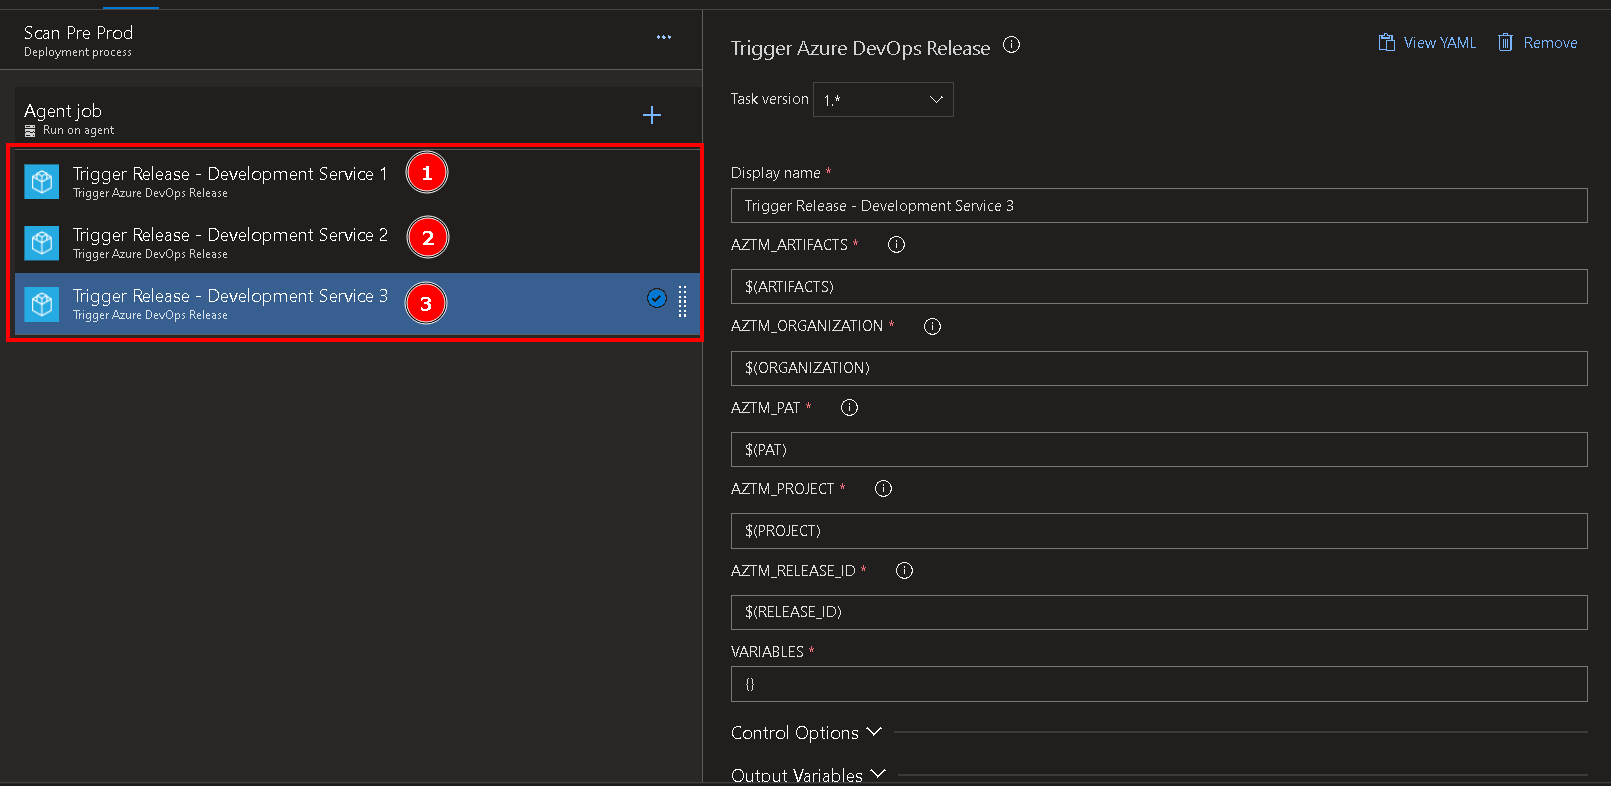 Scan Pre Prod
Deployment process
...
Agent job
Run on agent
Trigger Release - Development Service 1
Trigger Azure DevOps Release
1
Trigger Release - Development Service 2
Trigger Azure DevOps Release
2
Trigger Release - Development Service 3
Trigger Azure DevOps Release
3
Trigger Azure DevOps Release
View YAML
Remove
Task version 1.*
Display name *
Trigger Release - Development Service 3
AZTM_ARTIFACTS *
$(ARTIFACTS)
AZTM_ORGANIZATION *
$(ORGANIZATION)
AZTM_PAT *
$(PAT)
AZTM_PROJECT *
$(PROJECT)
AZTM_RELEASE_ID *
$(RELEASE_ID)
VARIABLES *
{}
Control Options
Output Variables